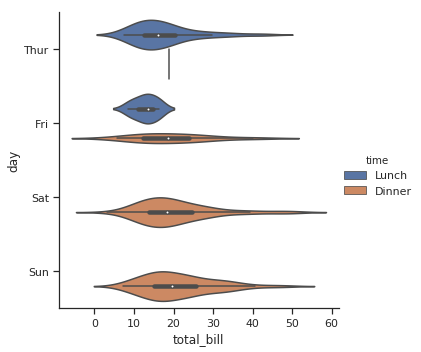 Thur
Fri
Sat
Sun
day
0 10 20 30 40 50 60
total_bill
time
Lunch
Dinner